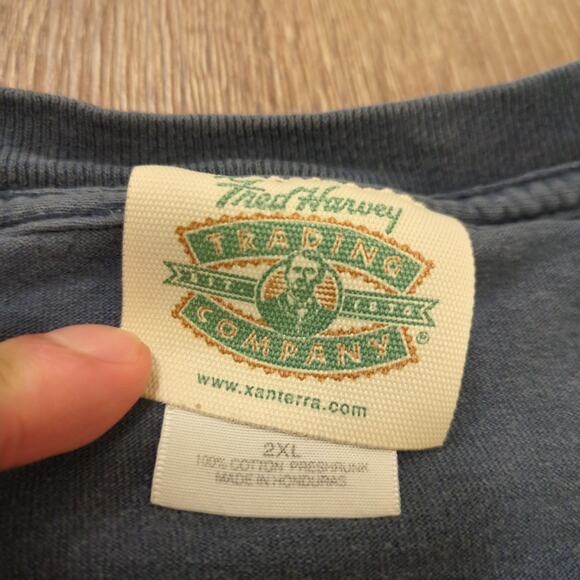 Fred Harvey
TRADING
EST 1876
COMPANY®
www.xanterra.com
2XL
100% COTTON PRESHRUNK
MADE IN HONDURAS